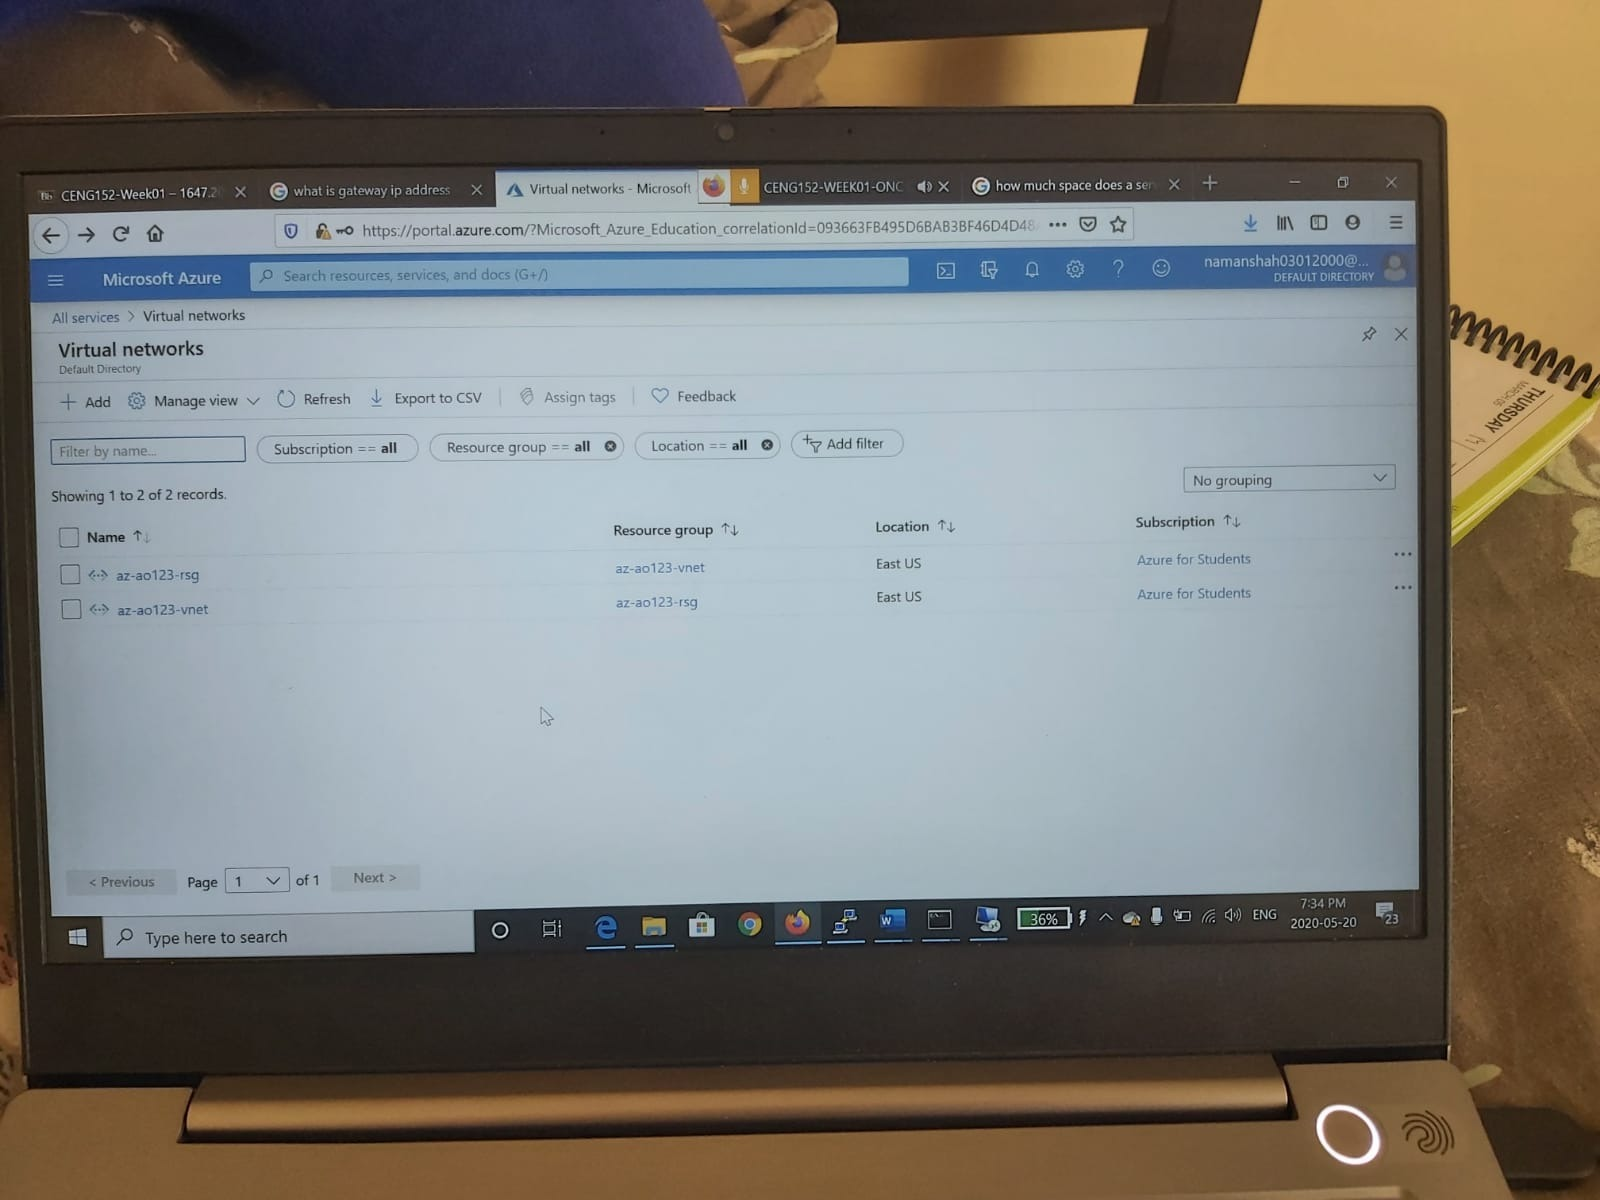 CENG152-Week01 – 1647.2
what is gateway ip address
Virtual networks - Microsoft
CENG152-WEEK01-ONC
how much space does a ser
https://portal.azure.com/?Microsoft_Azure_Education_correlationId=093663FB495D6BAB3BF46D4D48
Microsoft Azure
Search resources, services, and docs (G+/)
namanshah03012000@...
DEFAULT DIRECTORY
All services > Virtual networks
Virtual networks
Default Directory
Add
Manage view
Refresh
Export to CSV
Assign tags
Feedback
Filter by name...
Subscription == all
Resource group == all
Location == all
Add filter
Showing 1 to 2 of 2 records.
No grouping
Name Resource group Location Subscription
az-ao123-rsg az-ao123-vnet East US Azure for Students
az-ao123-vnet az-ao123-rsg East US Azure for Students
< Previous Page 1 of 1 Next >
Type here to search
36%
ENG
7:34 PM
2020-05-20
23
THURSDAY
MARCH 05